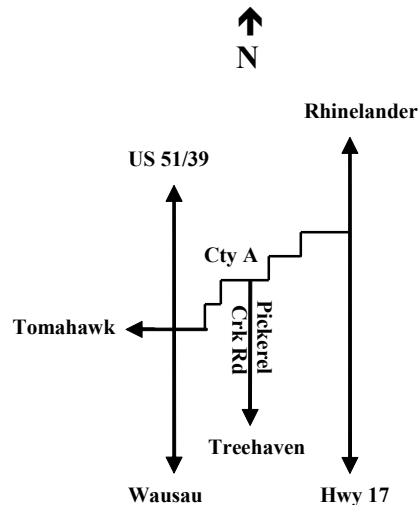 N
Rhinelander
US 51/39
Cty A
Pickerel
Crk Rd
Tomahawk
Treehaven
Wausau
Hwy 17